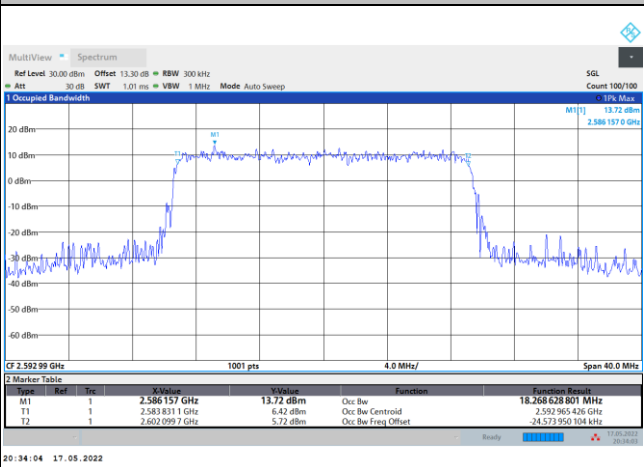 MultiView Spectrum
Ref Level 30.00 dBm Offset 13.30 dB RBW 300 kHz SGL
Att 30 dB SWT 1.01 ms VBW 1 MHz Mode Auto Sweep Count 100/100
1 Occupied Bandwidth 1Pk Max
M1[1] 13.72 dBm
2.586 157 0 GHz
20 dBm
M1
10 dBm
T1
T2
0 dBm
-10 dBm
-20 dBm
-30 dBm
-40 dBm
-50 dBm
-60 dBm
CF 2.592 99 GHz 1001 pts 4.0 MHz/ Span 40.0 MHz
2 Marker Table
Type Ref Trc X-Value Y-Value Function Function Result
M1 1 2.586 157 GHz 13.72 dBm Occ Bw 18.268 628 801 MHz
T1 1 2.583 831 1 GHz 6.42 dBm Occ Bw Centroid 2.592 965 426 GHz
T2 1 2.602 099 7 GHz 5.72 dBm Occ Bw Freq Offset -24.573 950 104 kHz
Ready 17.05.2022
20:34:03
20:34:04 17.05.2022